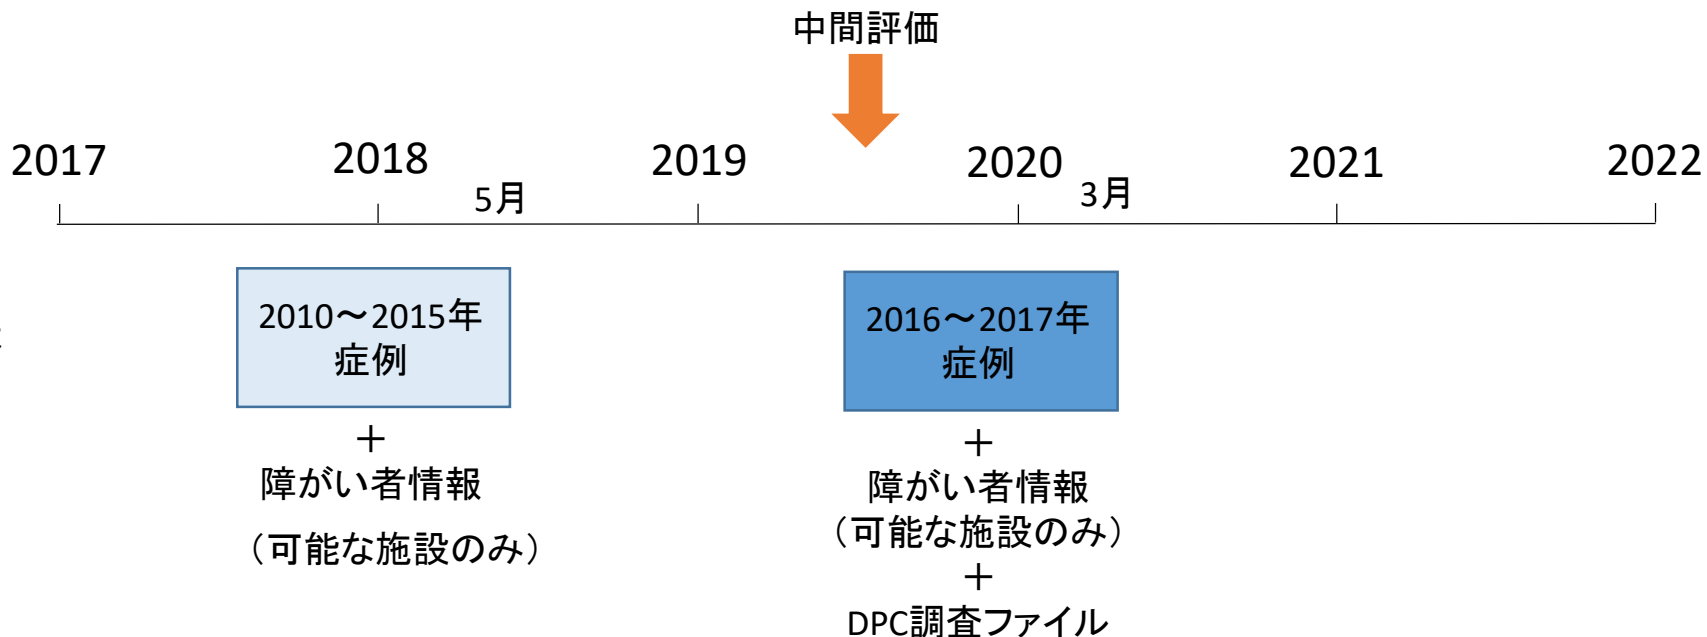 中間評価
2017 2018 2019 2020 2021 2022
5月 3月
2010～2015年
症例
＋
障がい者情報
（可能な施設のみ）
2016～2017年
症例
＋
障がい者情報
（可能な施設のみ）
＋
DPC調査ファイル